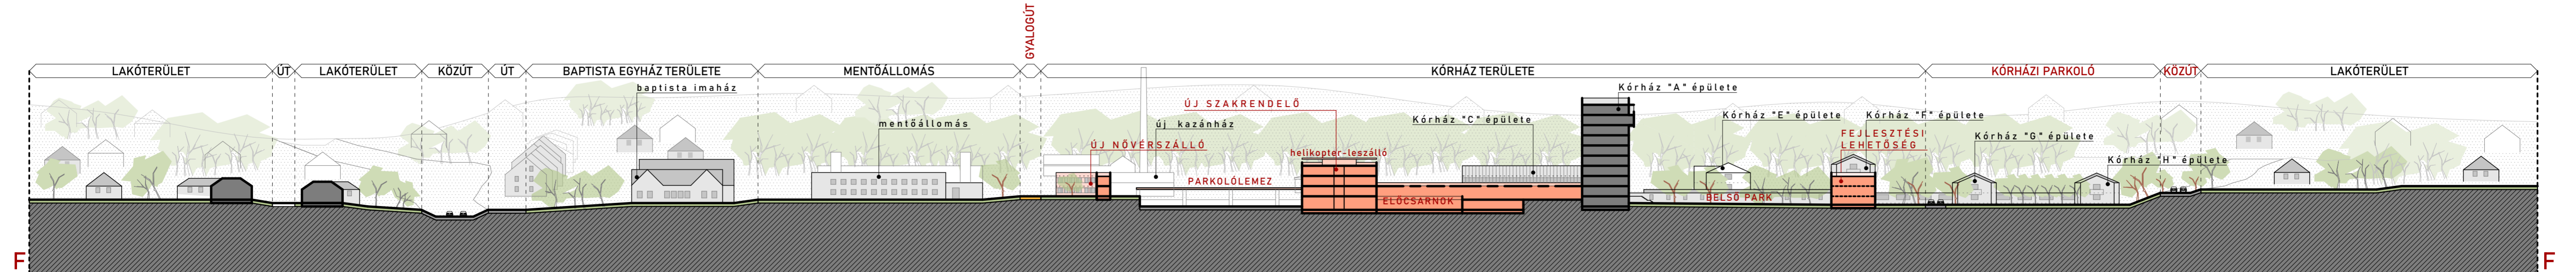 GYALOGÚT
LAKÓTERÜLET
ÚT
LAKÓTERÜLET
KÖZÚT
ÚT
BAPTISTA EGYHÁZ TERÜLETE
MENTŐÁLLOMÁS
KÓRHÁZ TERÜLETE
KÓRHÁZI PARKOLÓ
KÖZÚT
LAKÓTERÜLET
baptista imaház
mentőállomás
ÚJ NŐVÉRSZÁLLÓ
új kazánház
ÚJ SZAKRENDELŐ
helikopter-leszálló
PARKOLÓLEMEZ
ELŐCSARNOK
Kórház "C" épülete
Kórház "A" épülete
Kórház "E" épülete
BELSŐ PARK
FEJLESZTÉSI
LEHETŐSÉG
Kórház "F" épülete
Kórház "G" épülete
Kórház "H" épülete
F
F